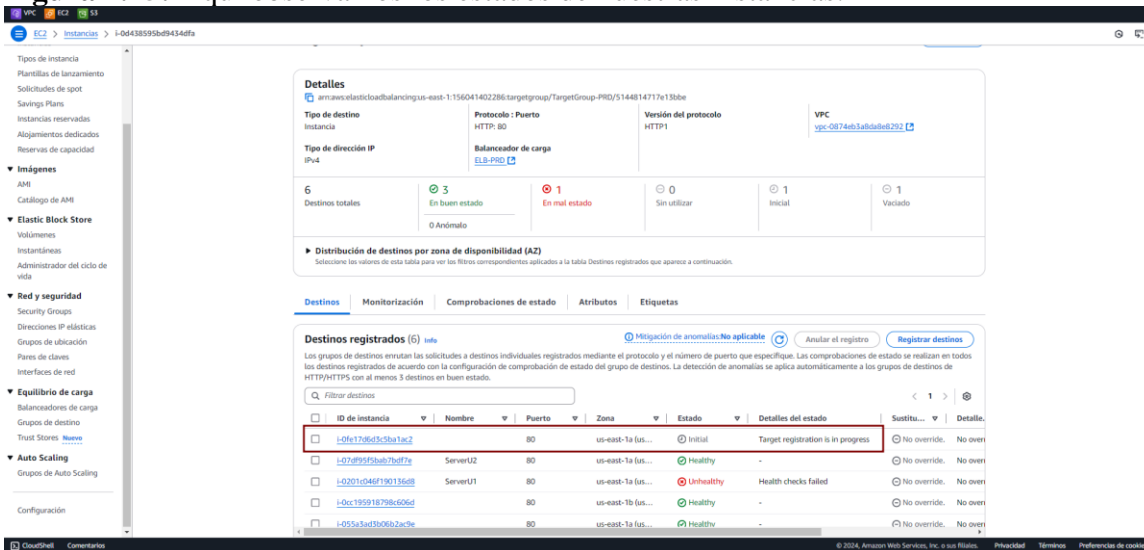 VPC EC2 S3
EC2 > Instancias > i-0d438595bd9434dfa
Tipos de instancia
Plantillas de lanzamiento
Solicitudes de spot
Savings Plans
Instancias reservadas
Alojamientos dedicados
Reservas de capacidad
Imágenes
AMI
Catálogo de AMI
Elastic Block Store
Volúmenes
Instantáneas
Administrador del ciclo de
vida
Red y seguridad
Security Groups
Direcciones IP elásticas
Grupos de ubicación
Pares de claves
Interfaces de red
Equilibrio de carga
Balanceadores de carga
Grupos de destino
Trust Stores Nuevo
Auto Scaling
Grupos de Auto Scaling
Configuración
Detalles
arn:aws:elasticloadbalancing:us-east-1:156041402286:targetgroup/TargetGroup-PRD/5144814717e13bbe
Tipo de destino Protocolo : Puerto Versión del protocolo VPC
Instancia HTTP: 80 HTTP1 vpc-0874eb3a8da8e8292
Tipo de dirección IP Balanceador de carga
IPv4 ELB-PRD
6 3 1 0 1 1
Destinos totales En buen estado En mal estado Sin utilizar Inicial Vaciado
0 Anómalo
Distribución de destinos por zona de disponibilidad (AZ)
Seleccione los valores de esta tabla para ver los filtros correspondientes aplicados a la tabla Destinos registrados que aparece a continuación.
Destinos Monitorización Comprobaciones de estado Atributos Etiquetas
Destinos registrados (6) Info Mitigación de anomalías: No aplicable Anular el registro Registrar destinos
Los grupos de destinos enrutan las solicitudes a destinos individuales registrados mediante el protocolo y el número de puerto que especifique. Las comprobaciones de estado se realizan en todos
los destinos registrados de acuerdo con la configuración de comprobación de estado del grupo de destinos. La detección de anomalías se aplica automáticamente a los grupos de destinos de
HTTP/HTTPS con al menos 3 destinos en buen estado.
Filtrar destinos 1
ID de instancia Nombre Puerto Zona Estado Detalles del estado Sustitu... Detalle.
i-0fe17d6d3c5ba1ac2 80 us-east-1a (us... Initial Target registration is in progress No override. No overr
i-07df95f5bab7bdf7e ServerU2 80 us-east-1a (us... Healthy - No override. No overr
i-0201c046f190136d8 ServerU1 80 us-east-1a (us... Unhealthy Health checks failed No override. No overr
i-0cc195918798c606d 80 us-east-1b (us... Healthy - No override. No overr
i-055a3ad3b06b2ac9e 80 us-east-1a (us... Healthy - No override. No overr
CloudShell Comentarios © 2024, Amazon Web Services, Inc. o sus filiales. Privacidad Términos Preferencias de cookie